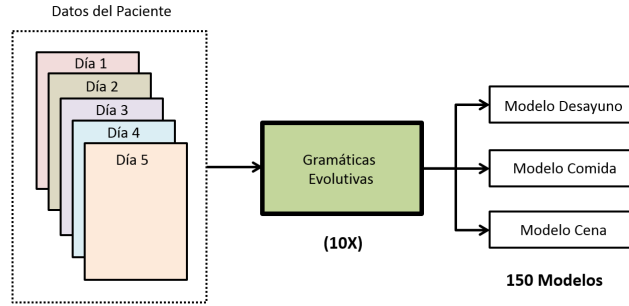 Datos del Paciente
Día 1
Día 2
Día 3
Día 4
Día 5
Gramáticas
Evolutivas
(10X)
Modelo Desayuno
Modelo Comida
Modelo Cena
150 Modelos